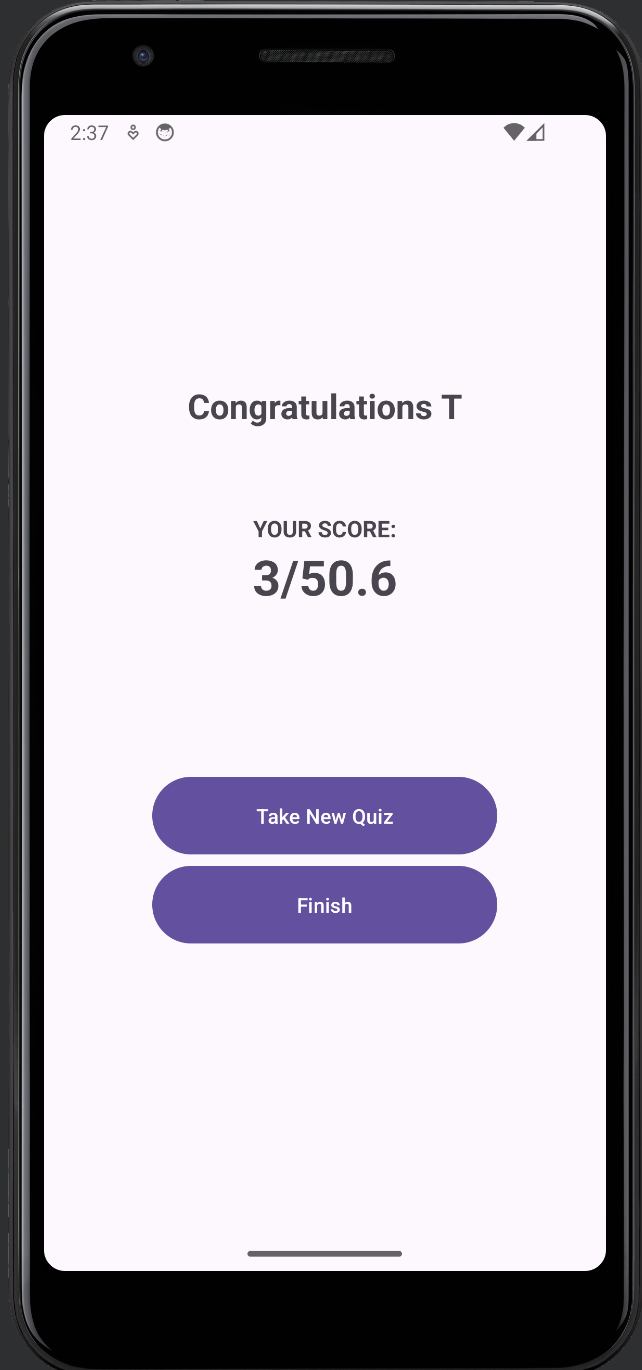 2:37
Congratulations T
YOUR SCORE:
3/50.6
Take New Quiz
Finish